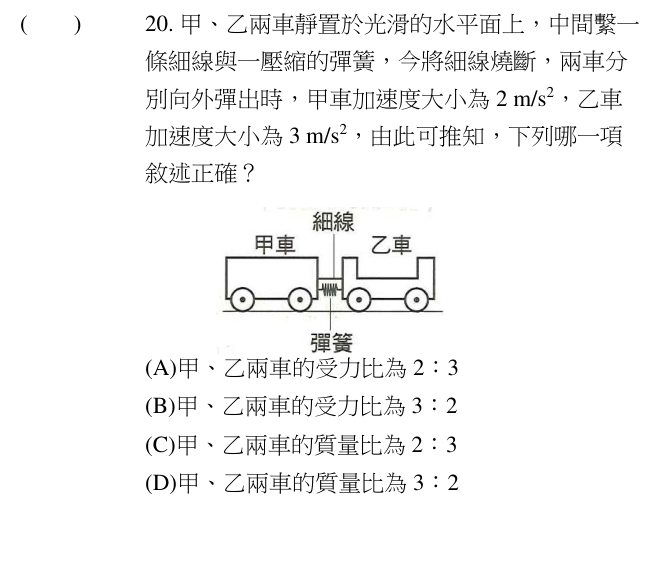 (　　) 20. 甲、乙兩車靜置於光滑的水平面上，中間繫一
條細線與一壓縮的彈簧，今將細線燒斷，兩車分
別向外彈出時，甲車加速度大小為 2 m/s²，乙車
加速度大小為 3 m/s²，由此可推知，下列哪一項
敘述正確？
細線
甲車 乙車
彈簧
(A)甲、乙兩車的受力比為 2：3
(B)甲、乙兩車的受力比為 3：2
(C)甲、乙兩車的質量比為 2：3
(D)甲、乙兩車的質量比為 3：2